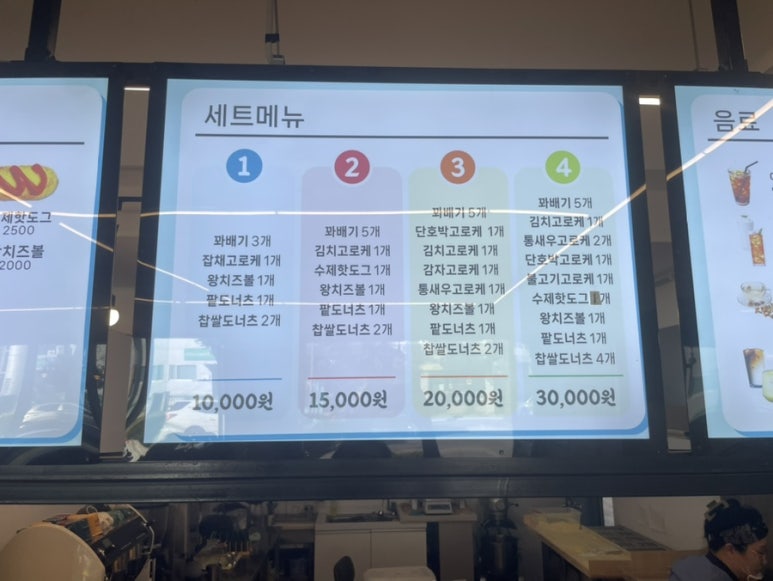 제핫도그
2500
치즈볼
2000
세트메뉴
1
꽈배기 3개
잡채고로케 1개
왕치즈볼 1개
팥도너츠 1개
찹쌀도너츠 2개
10,000원
2
꽈배기 5개
김치고로케 1개
수제핫도그 1개
왕치즈볼 1개
팥도너츠 1개
찹쌀도너츠 2개
15,000원
3
꽈배기 5개
단호박고로케 1개
김치고로케 1개
감자고로케 1개
통새우고로케 1개
왕치즈볼 1개
팥도너츠 1개
찹쌀도너츠 2개
20,000원
4
꽈배기 5개
김치고로케 1개
통새우고로케 2개
단호박고로케 1개
불고기고로케 1개
수제핫도그 1개
왕치즈볼 1개
팥도너츠 1개
찹쌀도너츠 4개
30,000원
음료